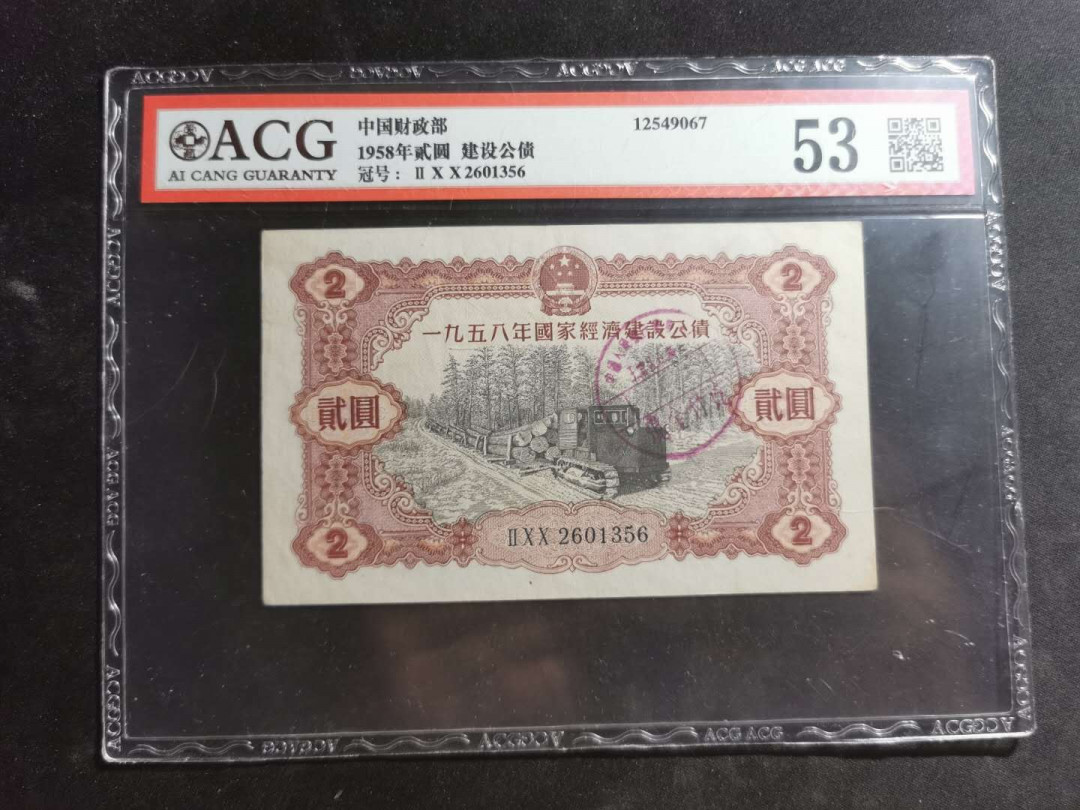 ACG
AI CANG GUARANTY
中国财政部
1958年贰圆 建设公债
冠号：ⅡXX2601356
12549067
53
2
2
一九五八年國家經濟建設公債
貳圓
貳圓
ⅡXX 2601356
2
2
ACG ACG